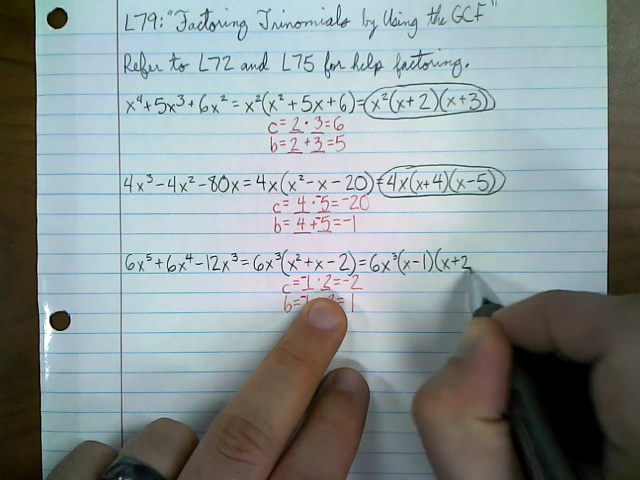 L79: "Factoring Trinomials by Using the GCF"
Refer to L72 and L75 for help factoring.
x⁴+5x³+6x²=x²(x²+5x+6)=x²(x+2)(x+3)
c=2·3=6
b=2+3=5
4x³-4x²-80x=4x(x²-x-20)=4x(x+4)(x-5)
c=4·-5=-20
b=4+-5=-1
6x⁵+6x⁴-12x³=6x³(x²+x-2)=6x³(x-1)(x+2
c=-1·2=-2
b= = 1